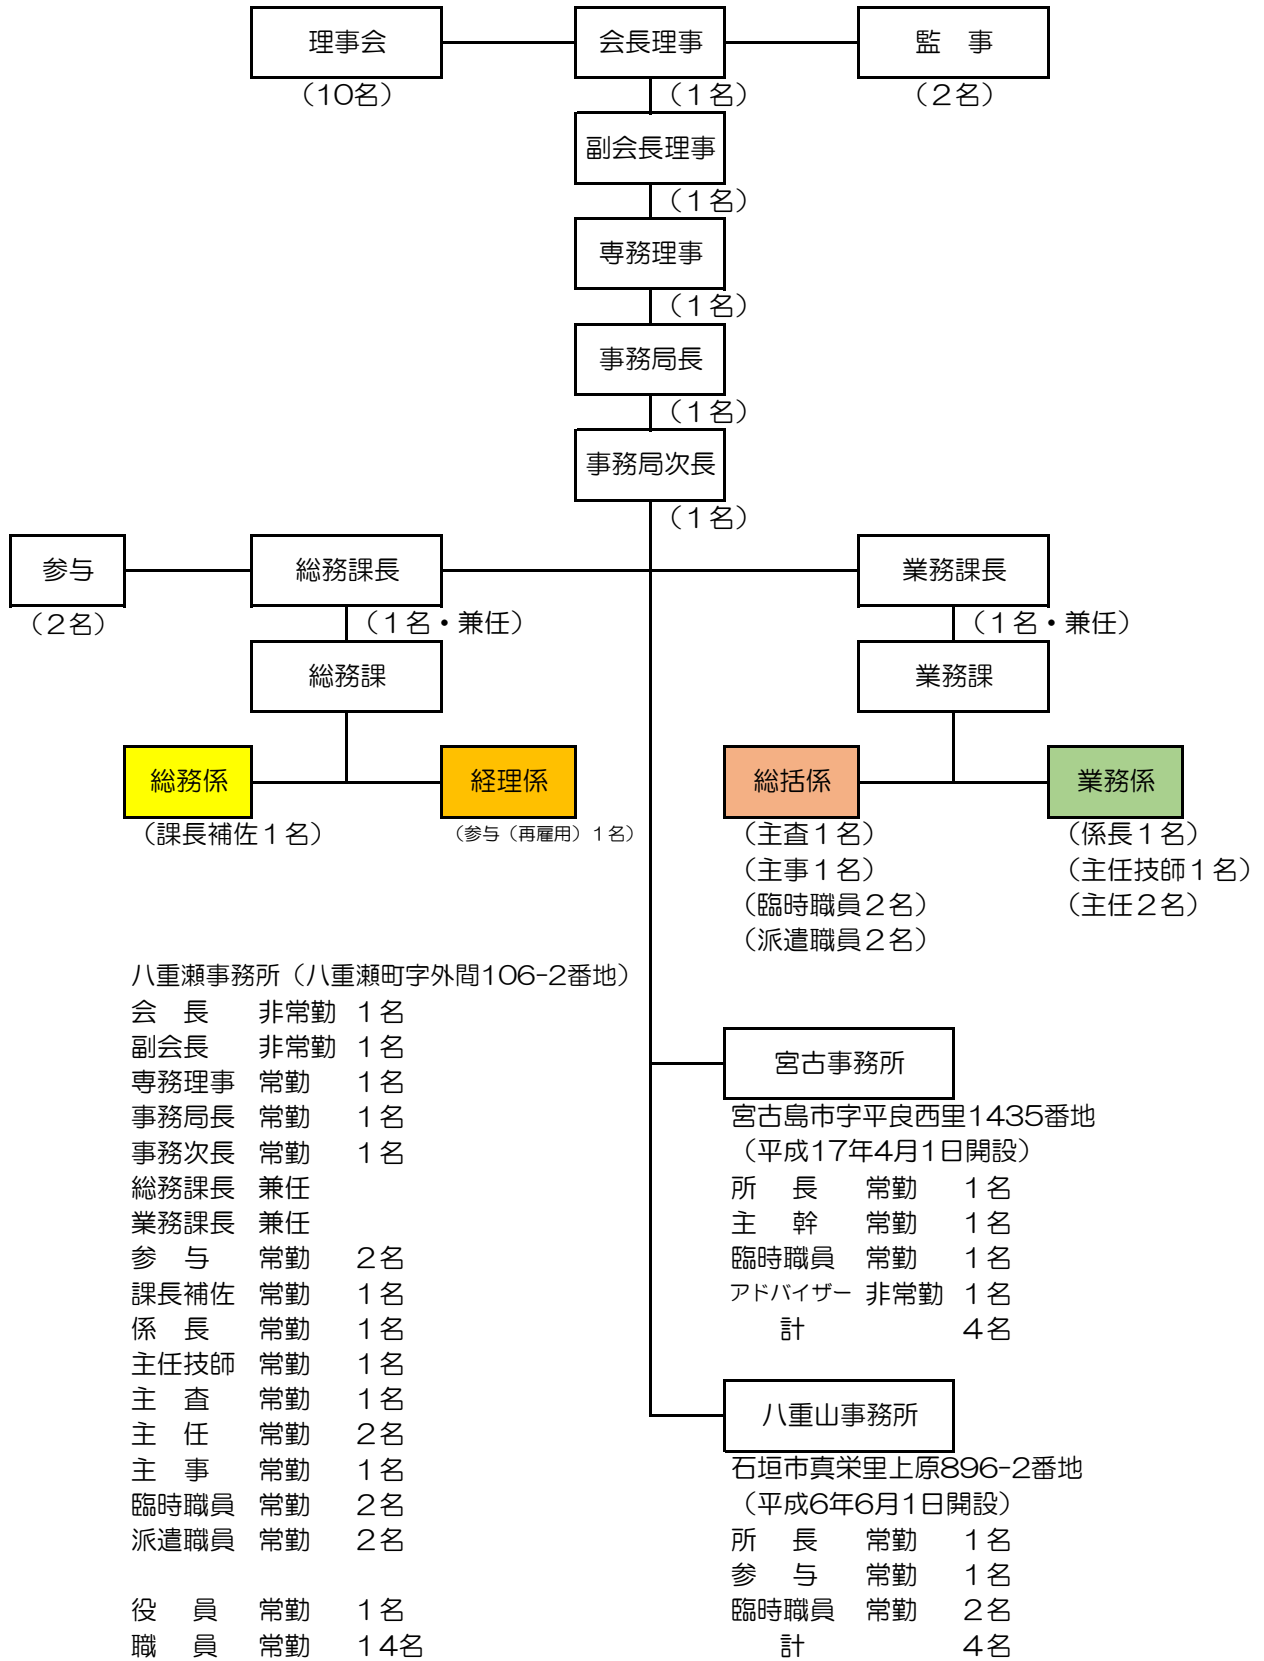 理事会 会長理事 監　事
（10名） （１名） （２名）
副会長理事
（１名）
専務理事
（１名）
事務局長
（１名）
事務局次長
（１名）
参与 総務課長 業務課長
（２名） （１名・兼任） （１名・兼任）
総務課 業務課
総務係 経理係 総括係 業務係
（課長補佐１名） （参与（再雇用）１名） （主査１名） （係長１名）
（主事１名） （主任技師１名）
（臨時職員２名） （主任２名）
（派遣職員２名）
八重瀬事務所（八重瀬町字外間106-2番地）
会　長 非常勤 １名
副会長 非常勤 １名
専務理事 常勤 １名
事務局長 常勤 １名
事務次長 常勤 １名
総務課長 兼任
業務課長 兼任
参　与 常勤 ２名
課長補佐 常勤 １名
係　長 常勤 １名
主任技師 常勤 １名
主　査 常勤 １名
主　任 常勤 ２名
主　事 常勤 １名
臨時職員 常勤 ２名
派遣職員 常勤 ２名
役　員 常勤 １名
職　員 常勤 １４名
宮古事務所
宮古島市字平良西里1435番地
（平成17年4月1日開設）
所　長 常勤 １名
主　幹 常勤 １名
臨時職員 常勤 １名
アドバイザー 非常勤 １名
計 ４名
八重山事務所
石垣市真栄里上原896-2番地
（平成6年6月1日開設）
所　長 常勤 １名
参　与 常勤 １名
臨時職員 常勤 ２名
計 ４名